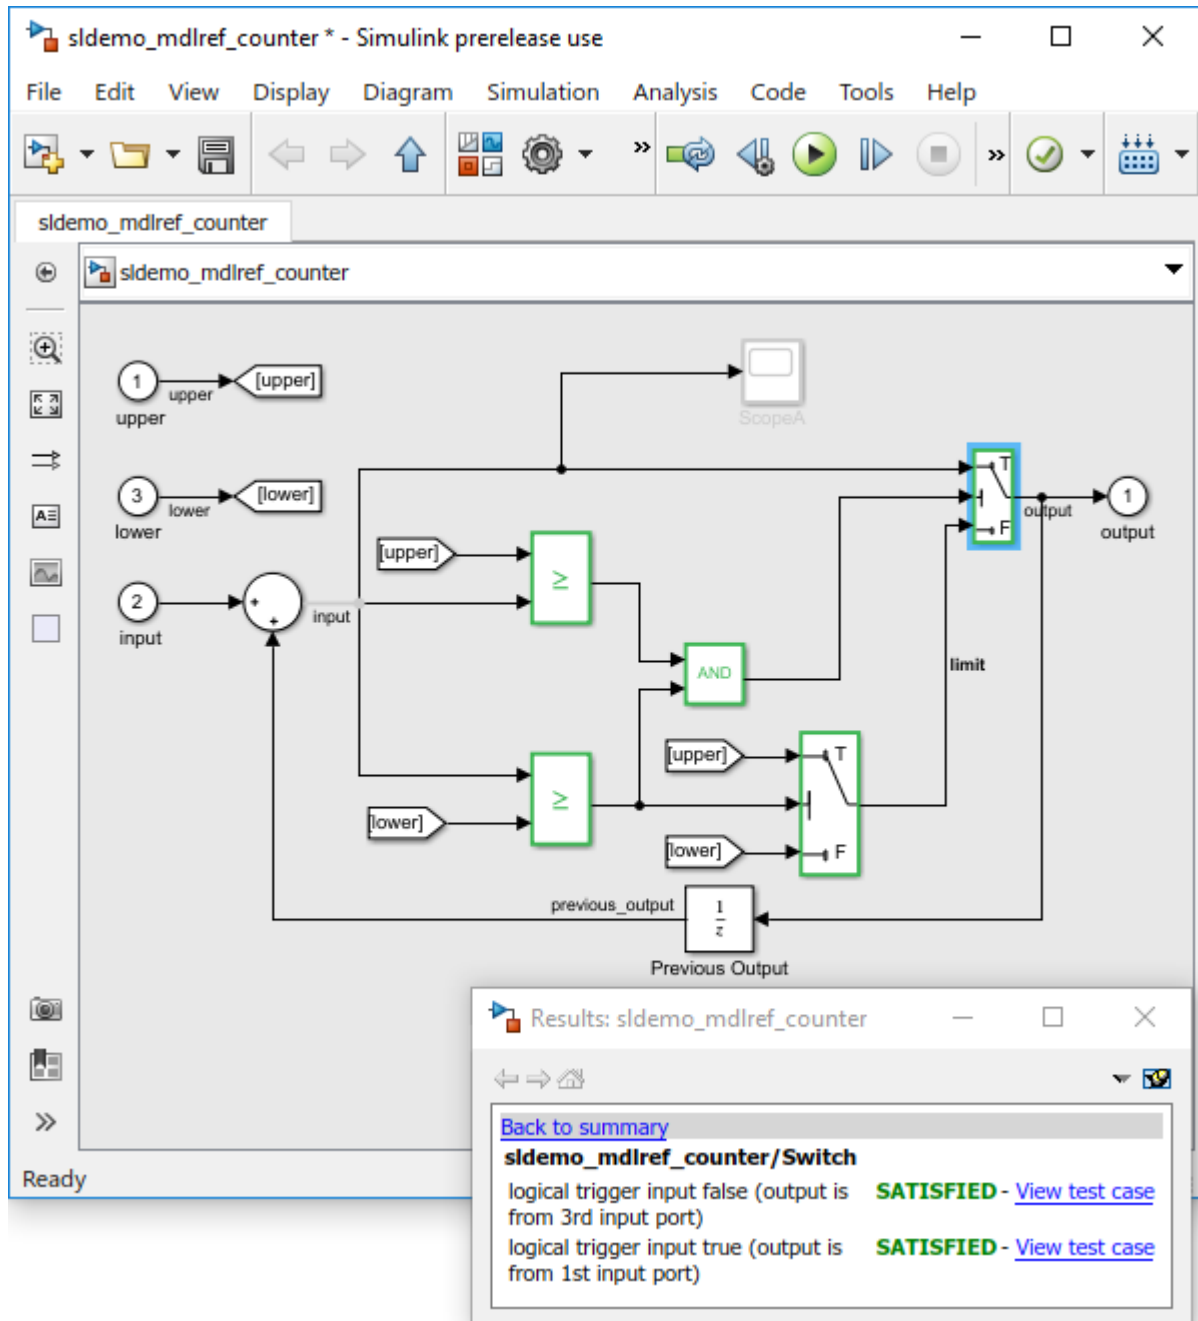 sldemo_mdlref_counter * - Simulink prerelease use
File Edit View Display Diagram Simulation Analysis Code Tools Help
sldemo_mdlref_counter
sldemo_mdlref_counter
1
upper
[upper]
upper
ScopeA
3
lower
[lower]
lower
T
F
output
1
output
[upper]
≥
2
input
+
+
input
AND
limit
[upper]
T
≥
[lower]
[lower]
F
previous_output
1
z
Previous Output
Results: sldemo_mdlref_counter
Back to summary
sldemo_mdlref_counter/Switch
logical trigger input false (output is SATISFIED - View test case
from 3rd input port)
logical trigger input true (output is SATISFIED - View test case
from 1st input port)
Ready